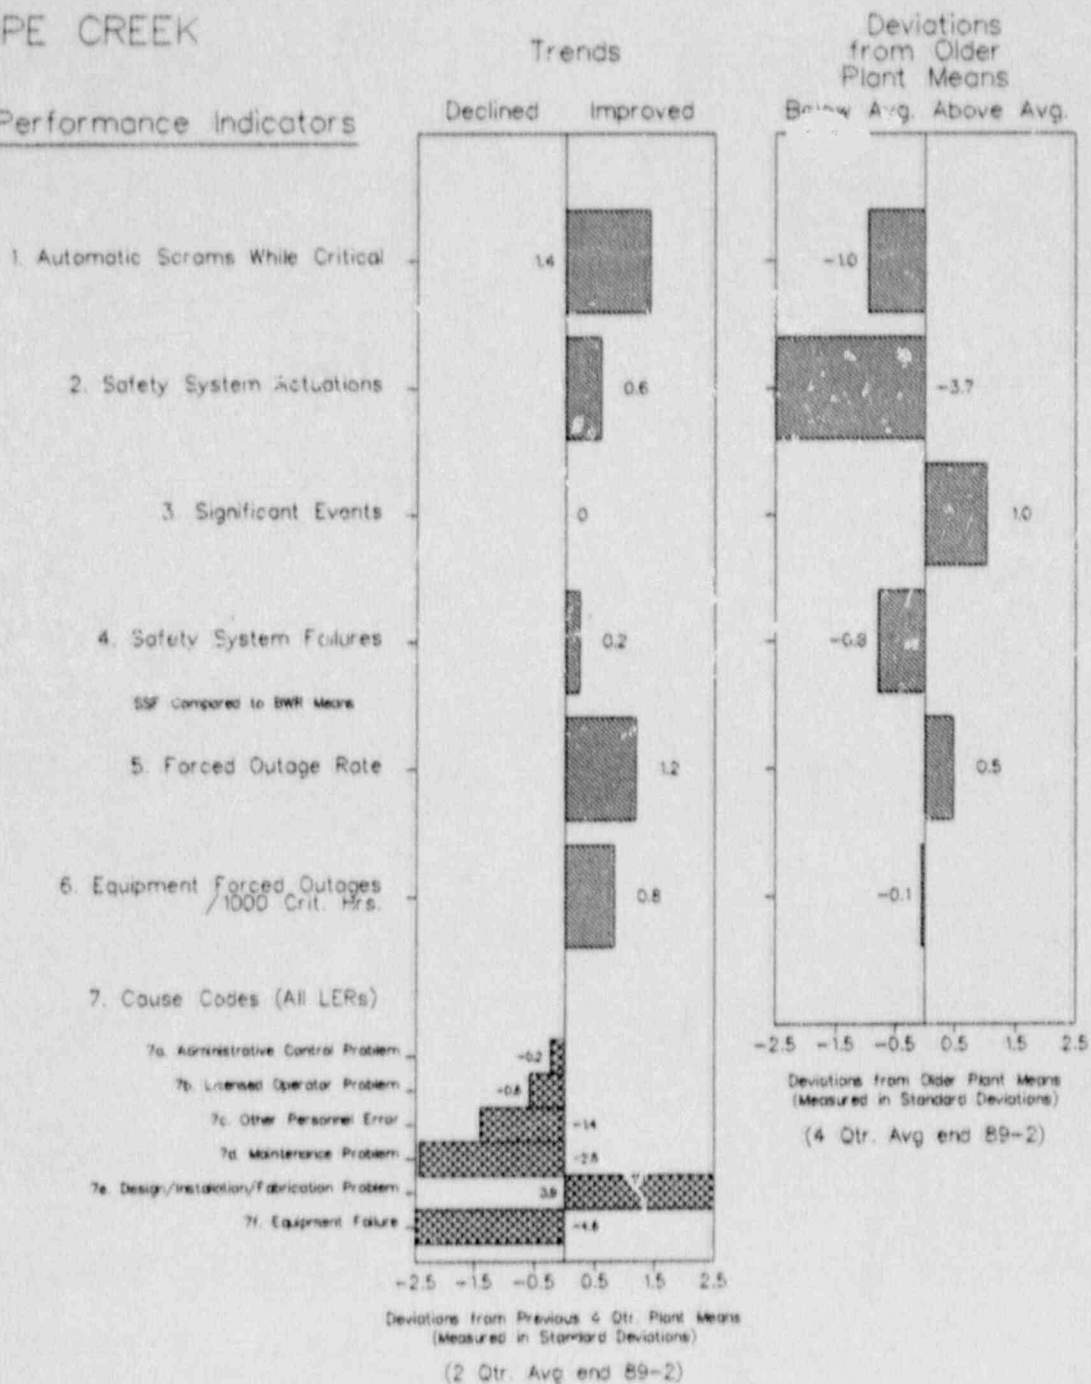 PE CREEK
Trends
Deviations
from Older
Plant Means
Performance Indicators
Declined Improved
Below Avg. Above Avg.
1. Automatic Scrams While Critical
1.4
-1.0
2. Safety System Actuations
0.6
-3.7
3. Significant Events
0
1.0
4. Safety System Failures
0.2
-0.8
SSF Compared to BWR Means
5. Forced Outage Rate
1.2
0.5
6. Equipment Forced Outages
/1000 Crit. Hrs.
0.8
-0.1
7. Cause Codes (All LERs)
7a. Administrative Control Problem
-0.2
7b. Licensed Operator Problem
7c. Other Personnel Error
-1.4
7d. Maintenance Problem
7e. Design/Installation/Fabrication Problem
3.9
7f. Equipment Failure
-2.5 -1.5 -0.5 0.5 1.5 2.5
Deviations from Older Plant Means
(Measured in Standard Deviations)
(4 Qtr. Avg end 89-2)
-2.5 -1.5 -0.5 0.5 1.5 2.5
Deviations from Previous 4 Qtr. Plant Means
(Measured in Standard Deviations)
(2 Qtr. Avg end 89-2)